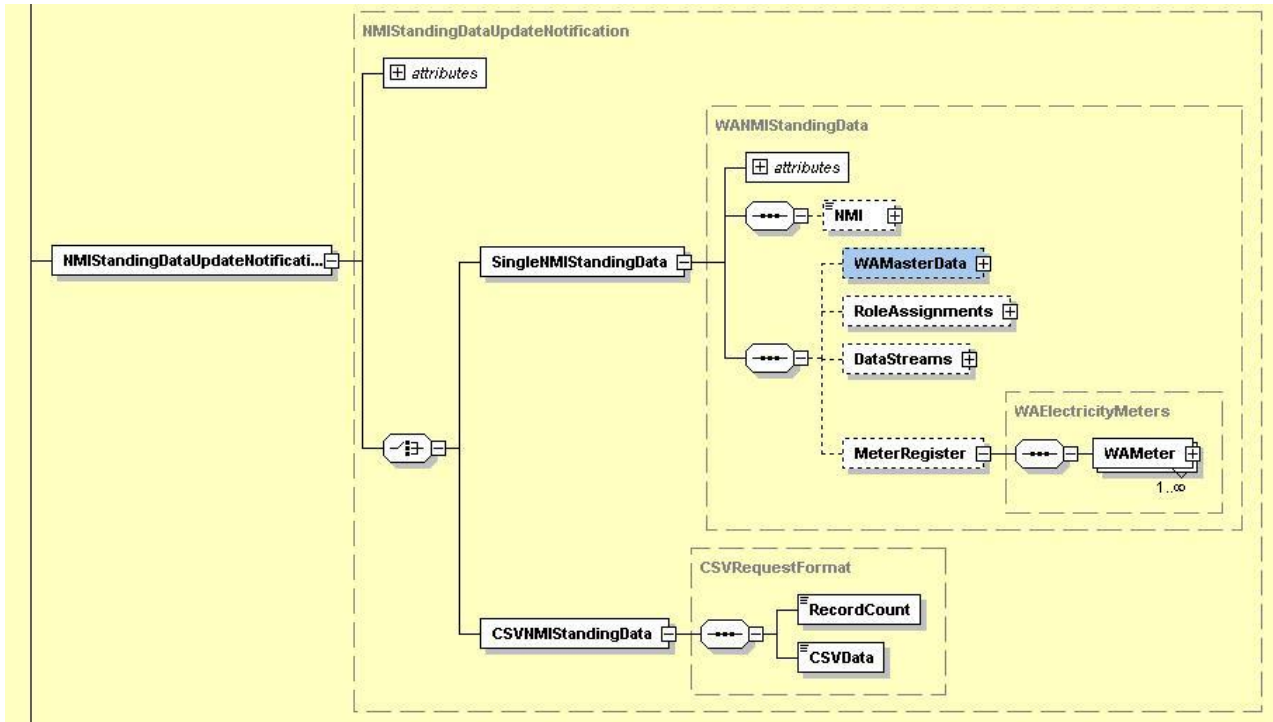 NMIStandingDataUpdateNotification
attributes
WANMIStandingData
attributes
NMI
NMIStandingDataUpdateNotificati...
SingleNMIStandingData
WAMasterData
RoleAssignments
DataStreams
WAElectricityMeters
MeterRegister
WAMeter
1..∞
CSVRequestFormat
RecordCount
CSVNMIStandingData
CSVData